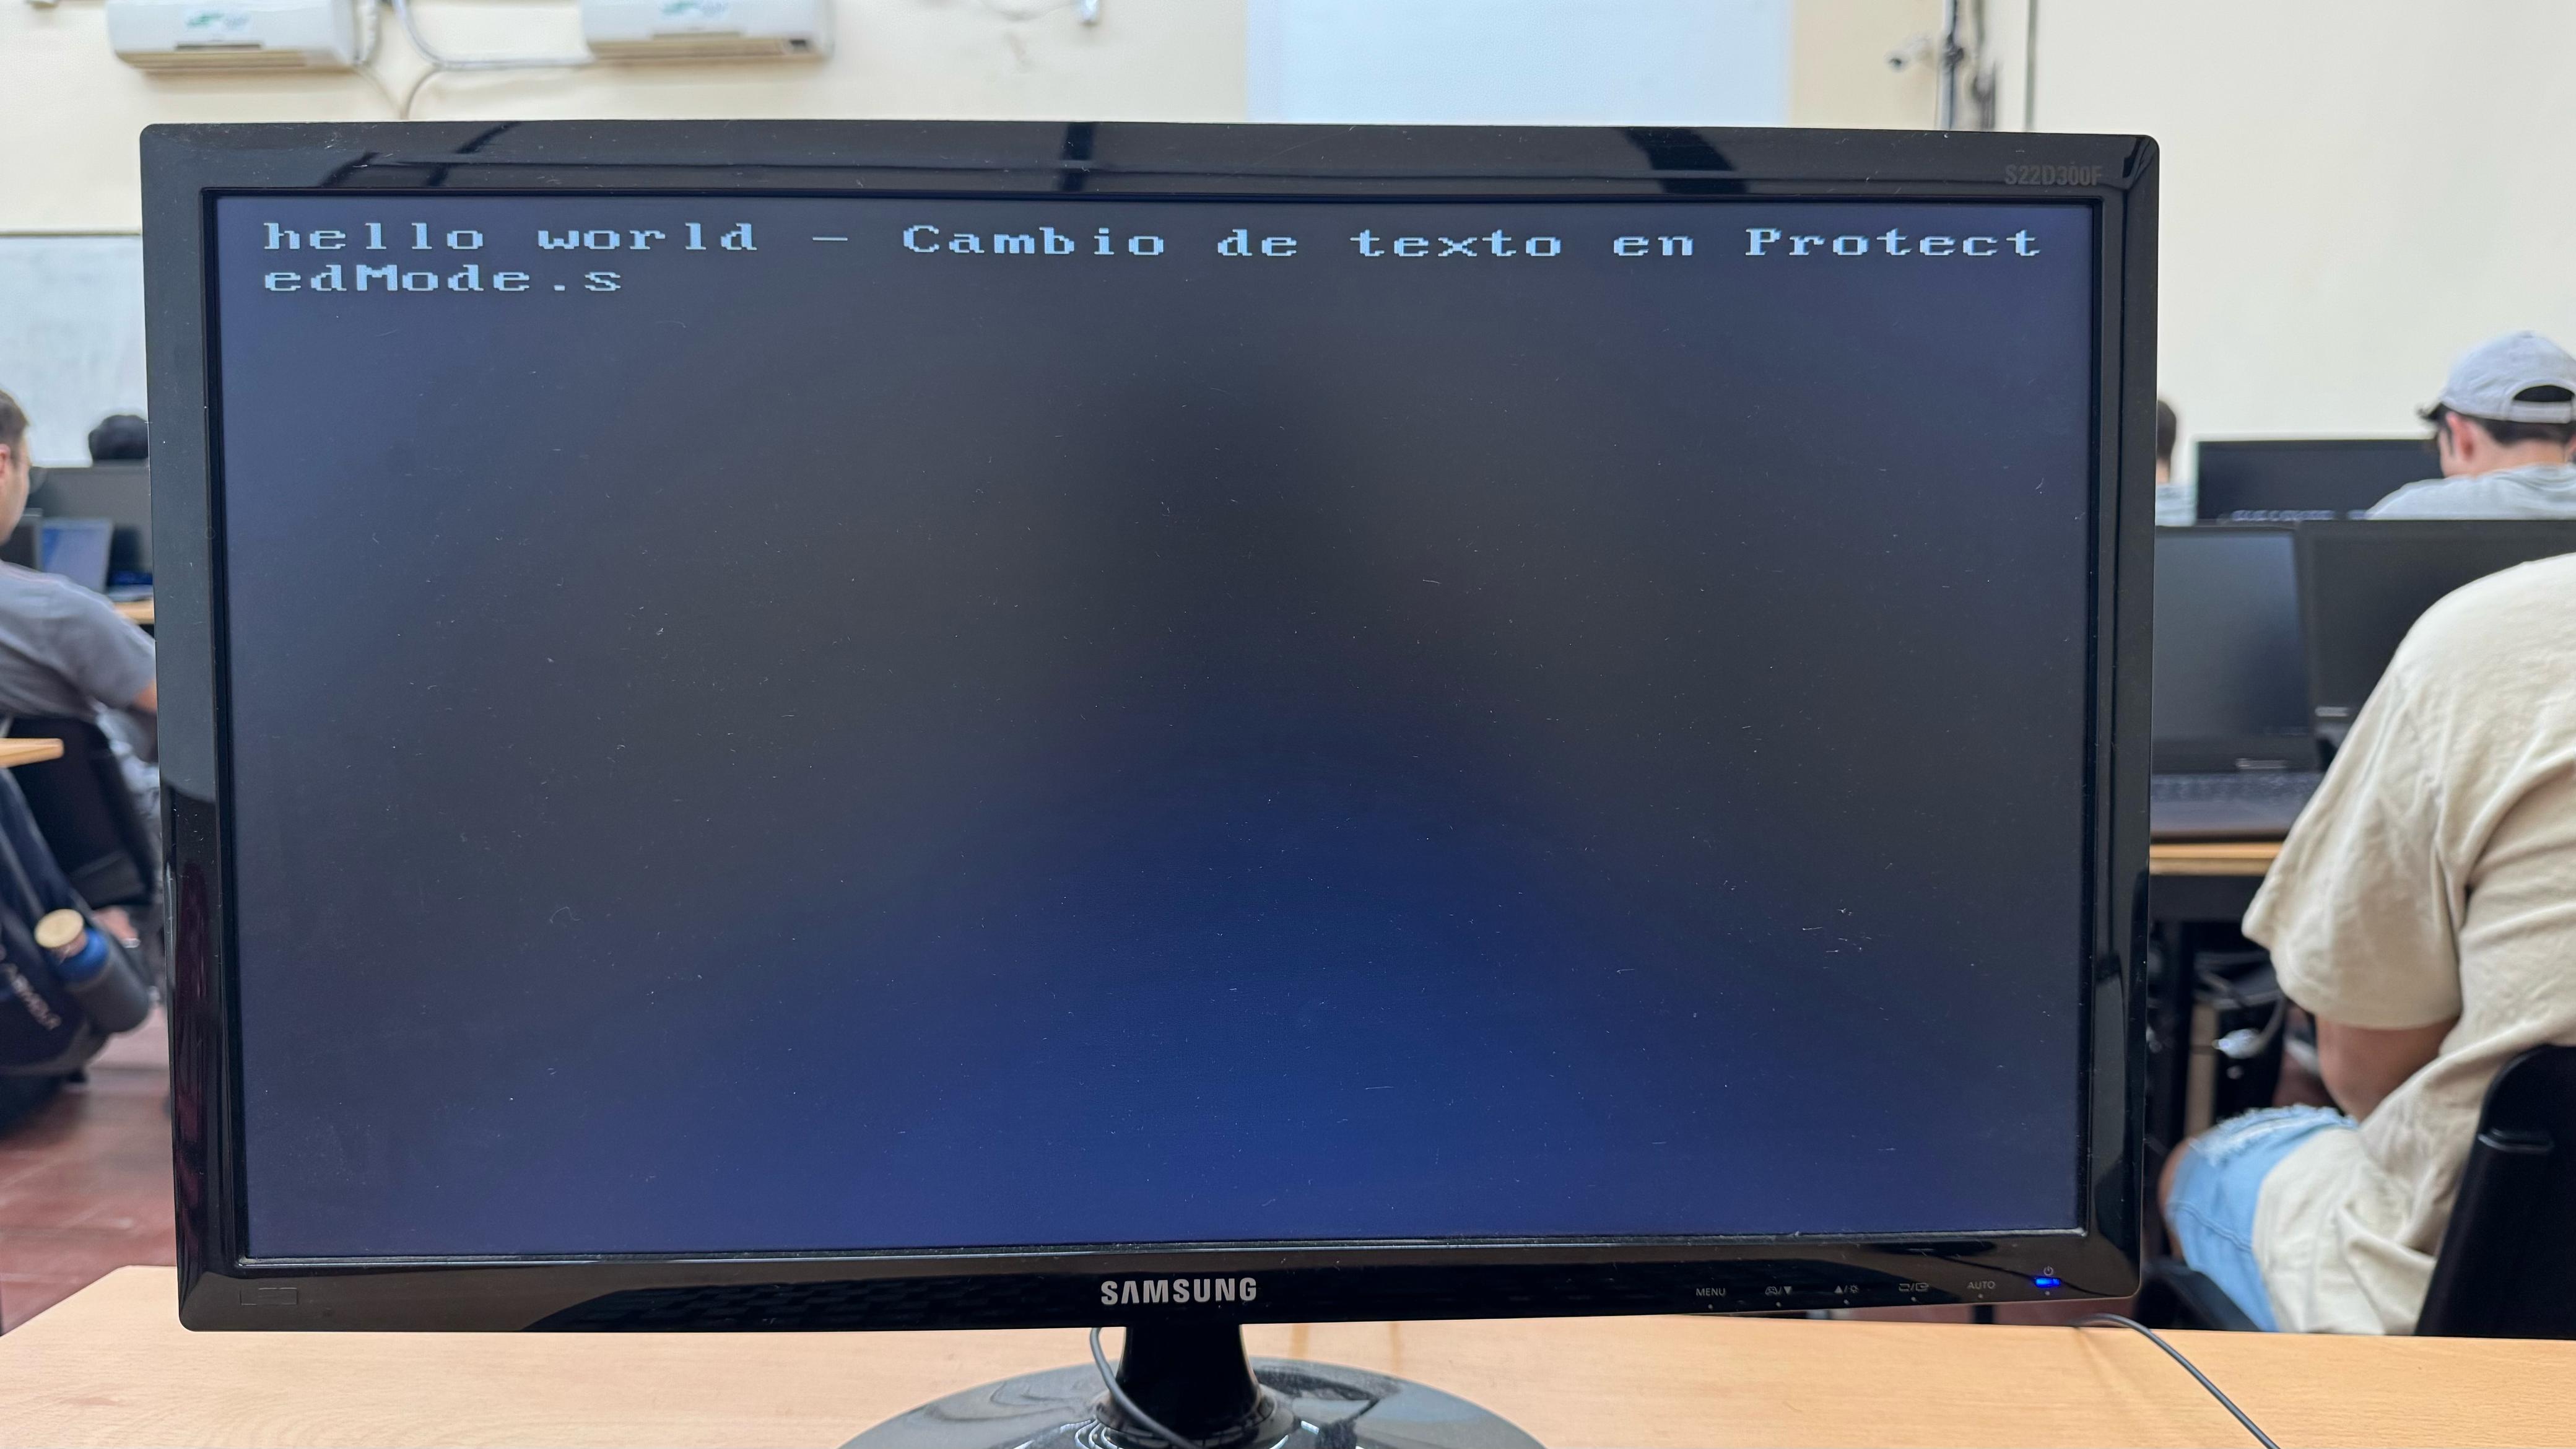 S22D300F
hello world - Cambio de texto en Protect
edMode.s
SAMSUNG
MENU
AUTO